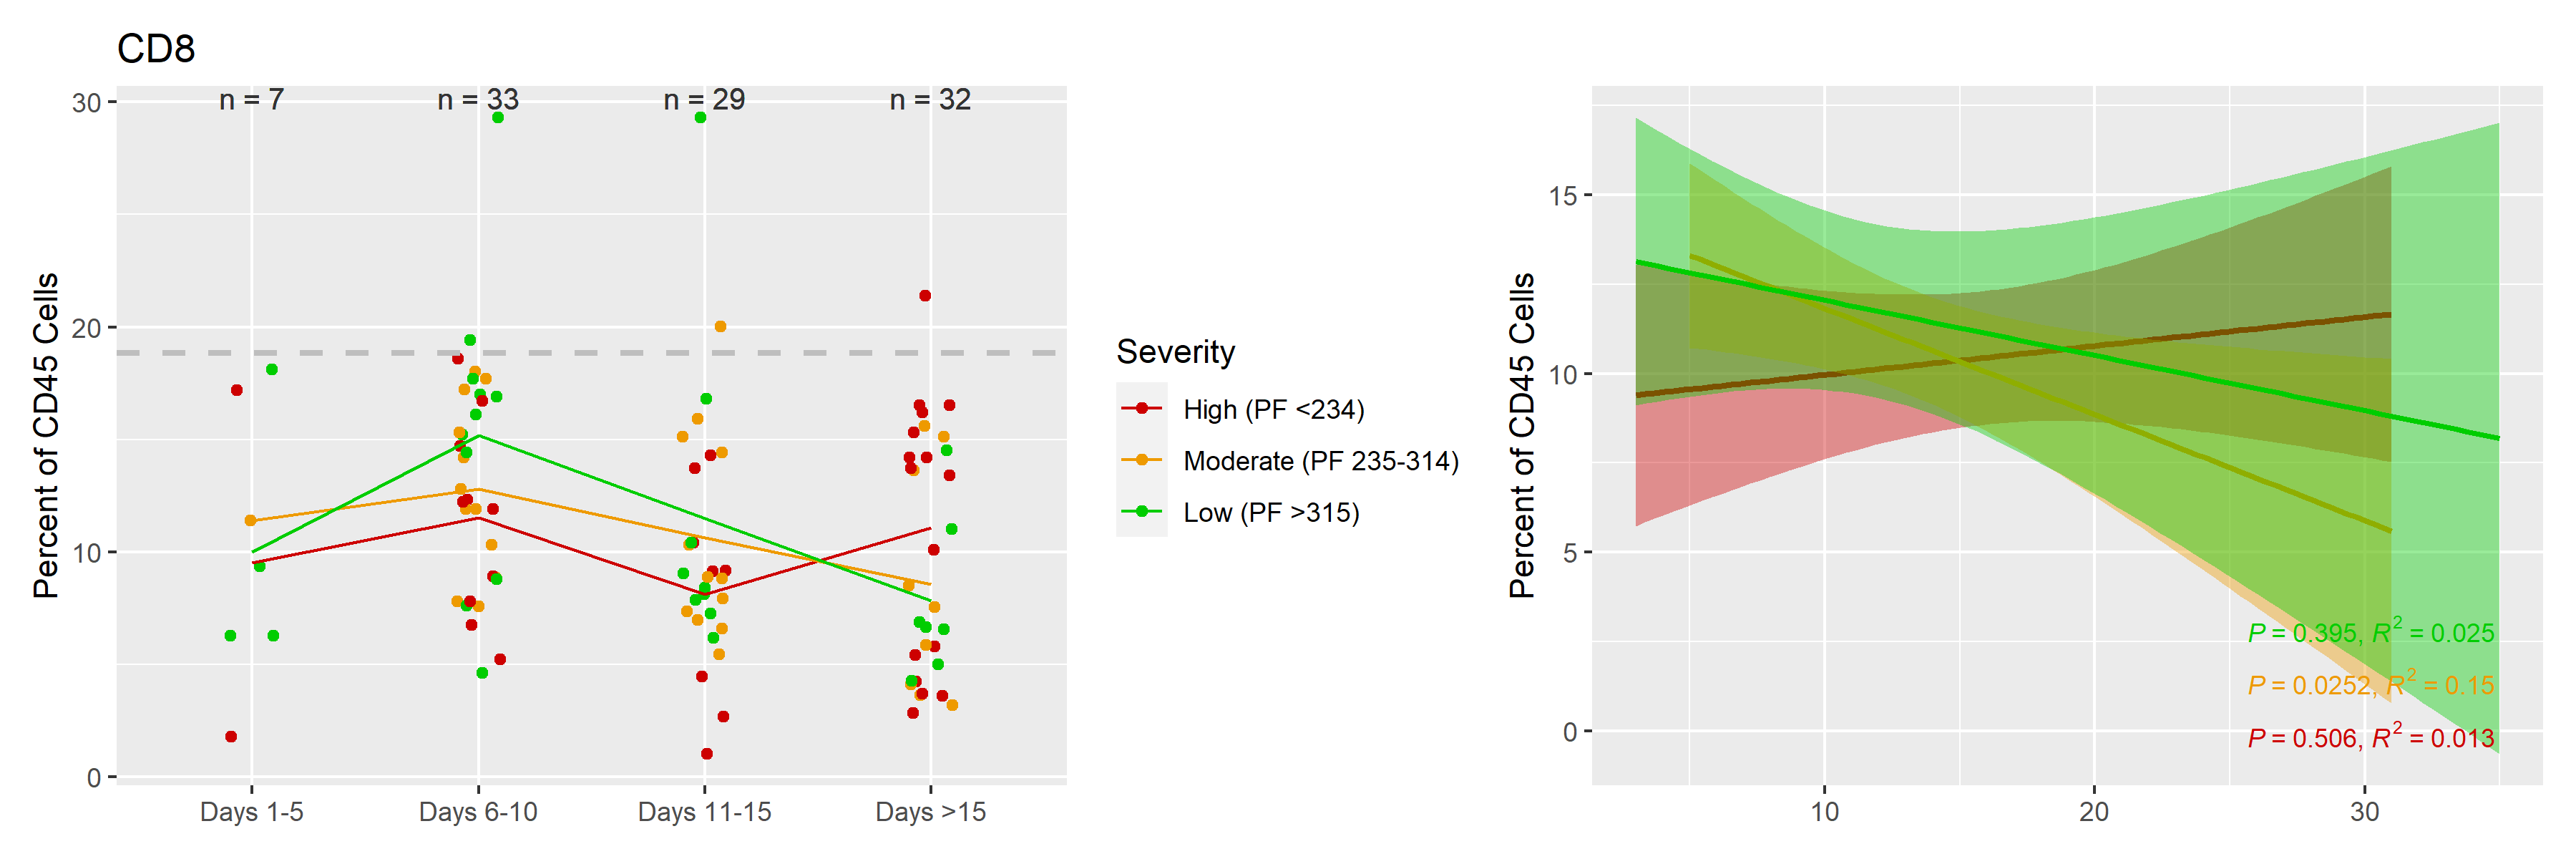 CD8
n = 7
n = 33
n = 29
n = 32
30
20
10
0
Percent of CD45 Cells
Days 1-5
Days 6-10
Days 11-15
Days >15
Severity
High (PF <234)
Moderate (PF 235-314)
Low (PF >315)
Percent of CD45 Cells
15
10
5
0
P = 0.395, R² = 0.025
P = 0.0252, R² = 0.15
P = 0.506, R² = 0.013
10
20
30